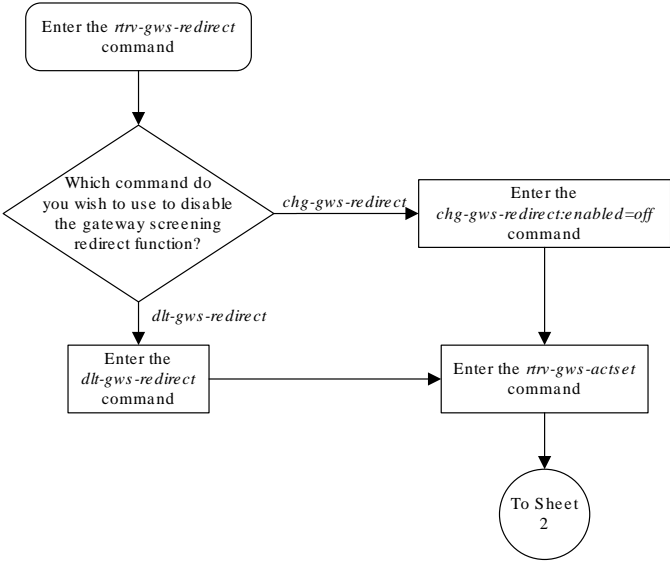 Enter the rtrv-gws-redirect
command
Which command do
you wish to use to disable
the gateway screening
redirect function?
chg-gws-redirect
Enter the
chg-gws-redirect:enabled=off
command
dlt-gws-redirect
Enter the
dlt-gws-redirect
command
Enter the rtrv-gws-actset
command
To Sheet
2